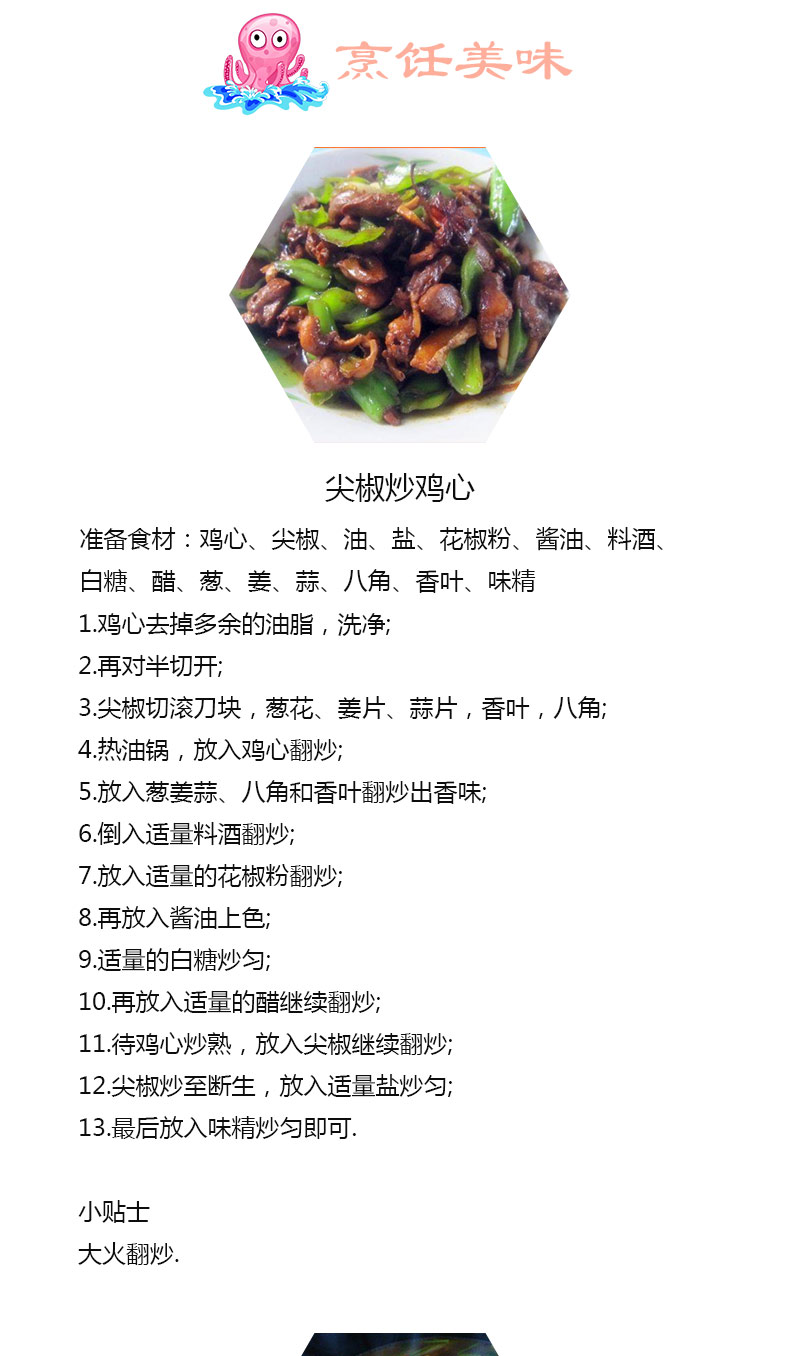 烹饪美味
尖椒炒鸡心
准备食材：鸡心、尖椒、油、盐、花椒粉、酱油、料酒、
白糖、醋、葱、姜、蒜、八角、香叶、味精
1.鸡心去掉多余的油脂，洗净;
2.再对半切开;
3.尖椒切滚刀块，葱花、姜片、蒜片，香叶，八角;
4.热油锅，放入鸡心翻炒;
5.放入葱姜蒜、八角和香叶翻炒出香味;
6.倒入适量料酒翻炒;
7.放入适量的花椒粉翻炒;
8.再放入酱油上色;
9.适量的白糖炒匀;
10.再放入适量的醋继续翻炒;
11.待鸡心炒熟，放入尖椒继续翻炒;
12.尖椒炒至断生，放入适量盐炒匀;
13.最后放入味精炒匀即可.
小贴士
大火翻炒.